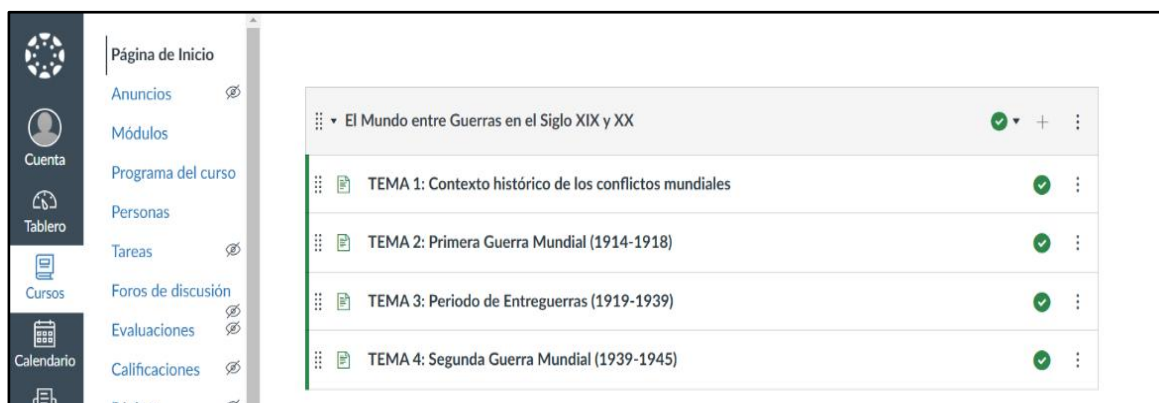 Cuenta
Tablero
Cursos
Calendario
Página de Inicio
Anuncios
Módulos
Programa del curso
Personas
Tareas
Foros de discusión
Evaluaciones
Calificaciones
El Mundo entre Guerras en el Siglo XIX y XX
TEMA 1: Contexto histórico de los conflictos mundiales
TEMA 2: Primera Guerra Mundial (1914-1918)
TEMA 3: Periodo de Entreguerras (1919-1939)
TEMA 4: Segunda Guerra Mundial (1939-1945)